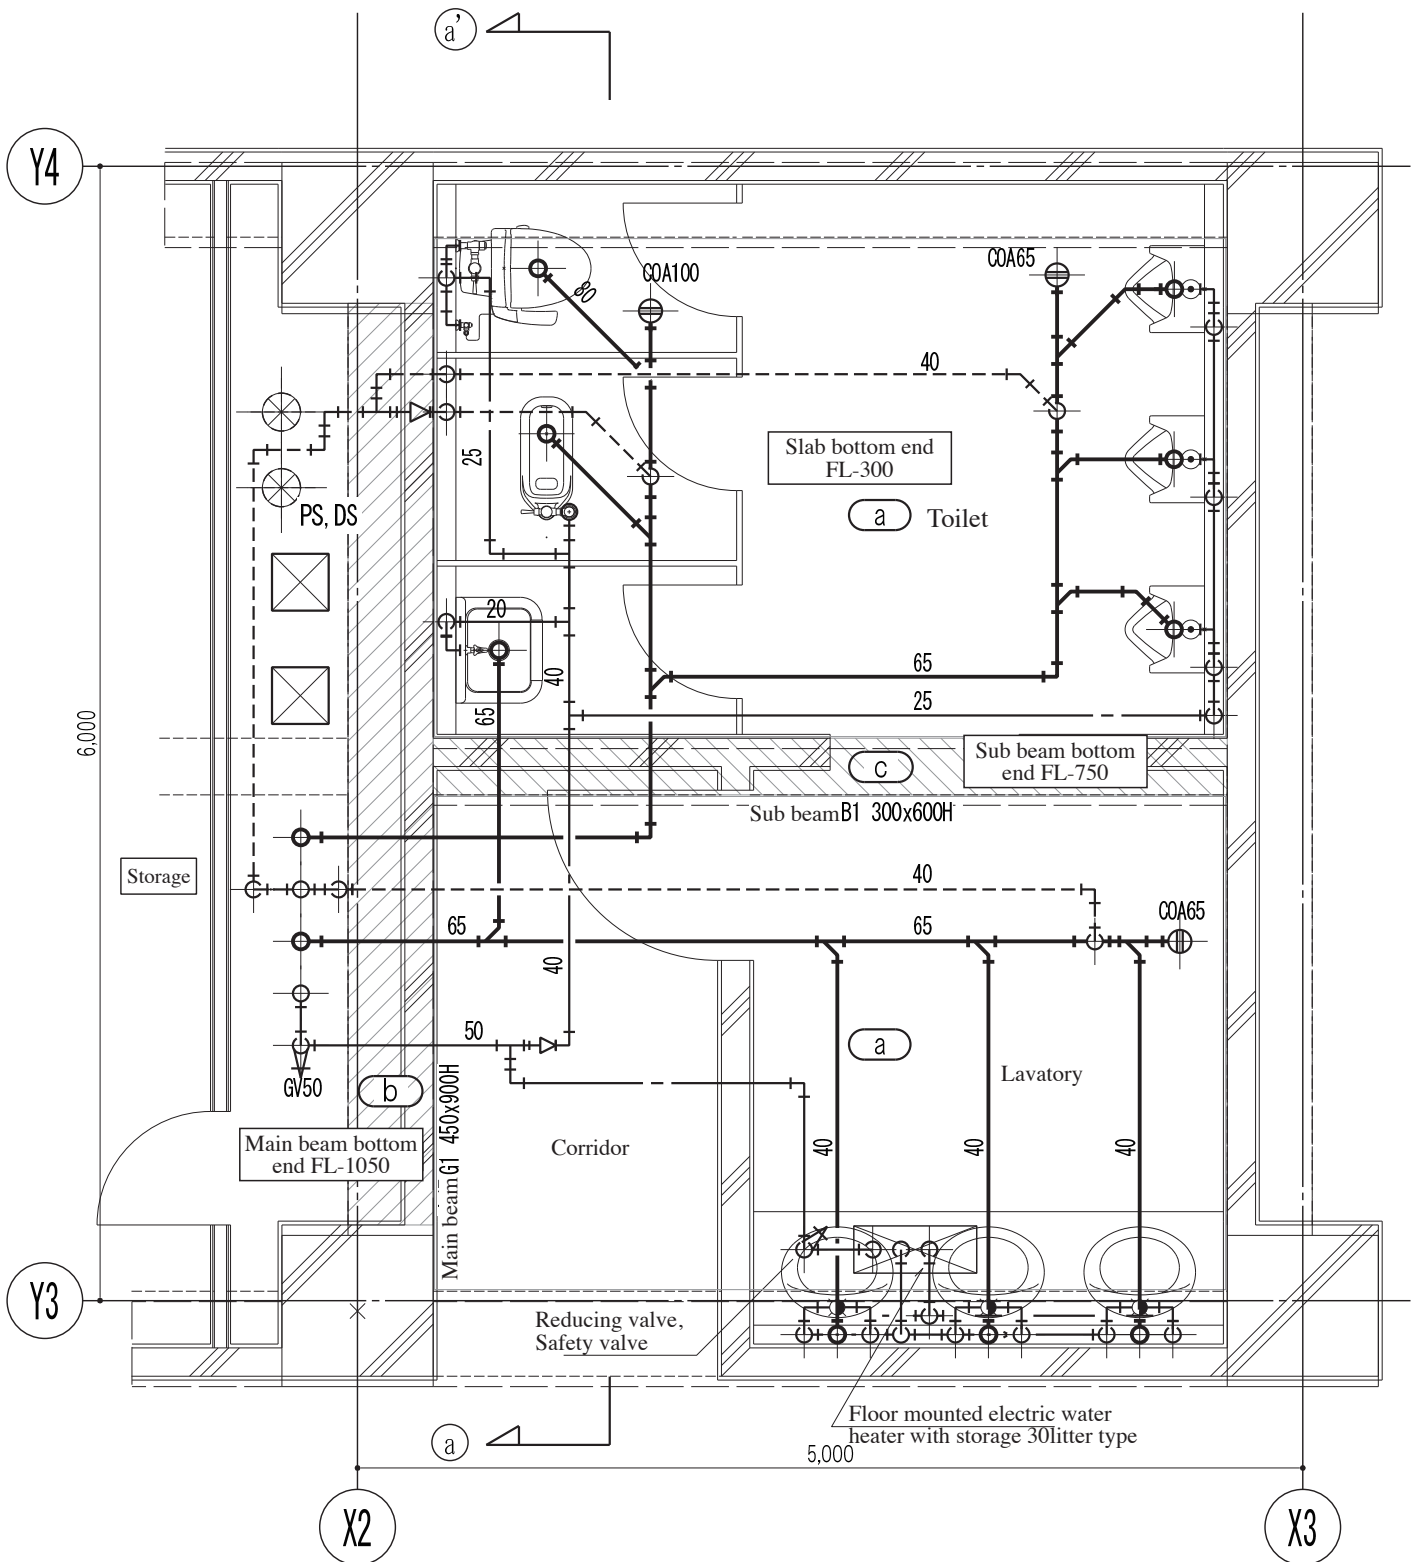 a'
Y4
COA100
COA65
80
40
25
Slab bottom end
FL-300
PS, DS
a
Toilet
20
40
65
65
25
6,000
Sub beam bottom
end FL-750
c
Sub beam B1 300x600H
Storage
40
COA65
65
65
40
50
a
GV50
b
Lavatory
Main beam G1 450x900H
Main beam bottom
end FL-1050
Corridor
40
40
40
Y3
Reducing valve,
Safety valve
a
Floor mounted electric water
heater with storage 30litter type
5,000
X2
X3